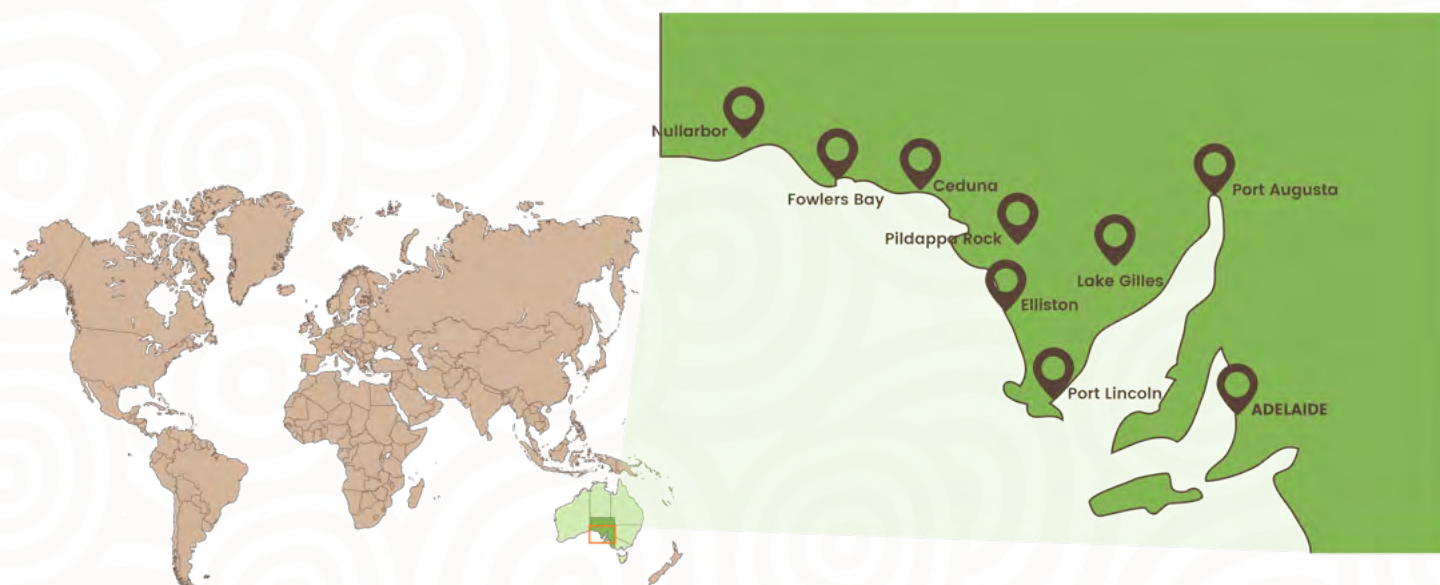 Nullarbor
Fowlers Bay
Ceduna
Port Augusta
Pildappa Rock
Lake Gilles
Elliston
Port Lincoln
ADELAIDE